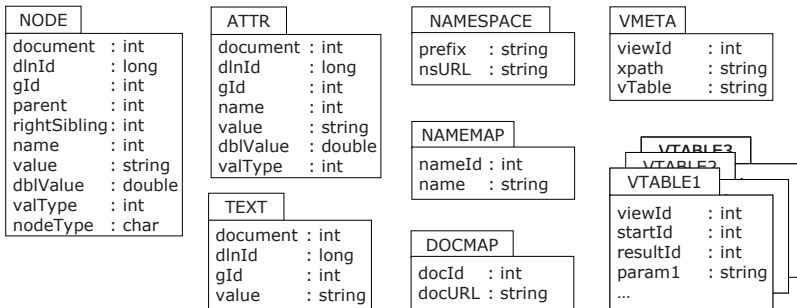 NODE
document : int
dlnId : long
gId : int
parent : int
rightSibling: int
name : int
value : string
dblValue : double
valType : int
nodeType : char
ATTR
document : int
dlnId : long
gId : int
name : int
value : string
dblValue : double
valType : int
TEXT
document : int
dlnId : long
gId : int
value : string
NAMESPACE
prefix : string
nsURL : string
NAMEMAP
nameId : int
name : string
DOCMAP
docId : int
docURL : string
VMETA
viewId : int
xpath : string
vTable : string
VTABLE3
VTABLE2
VTABLE1
viewId : int
startId : int
resultId : int
param1 : string
...